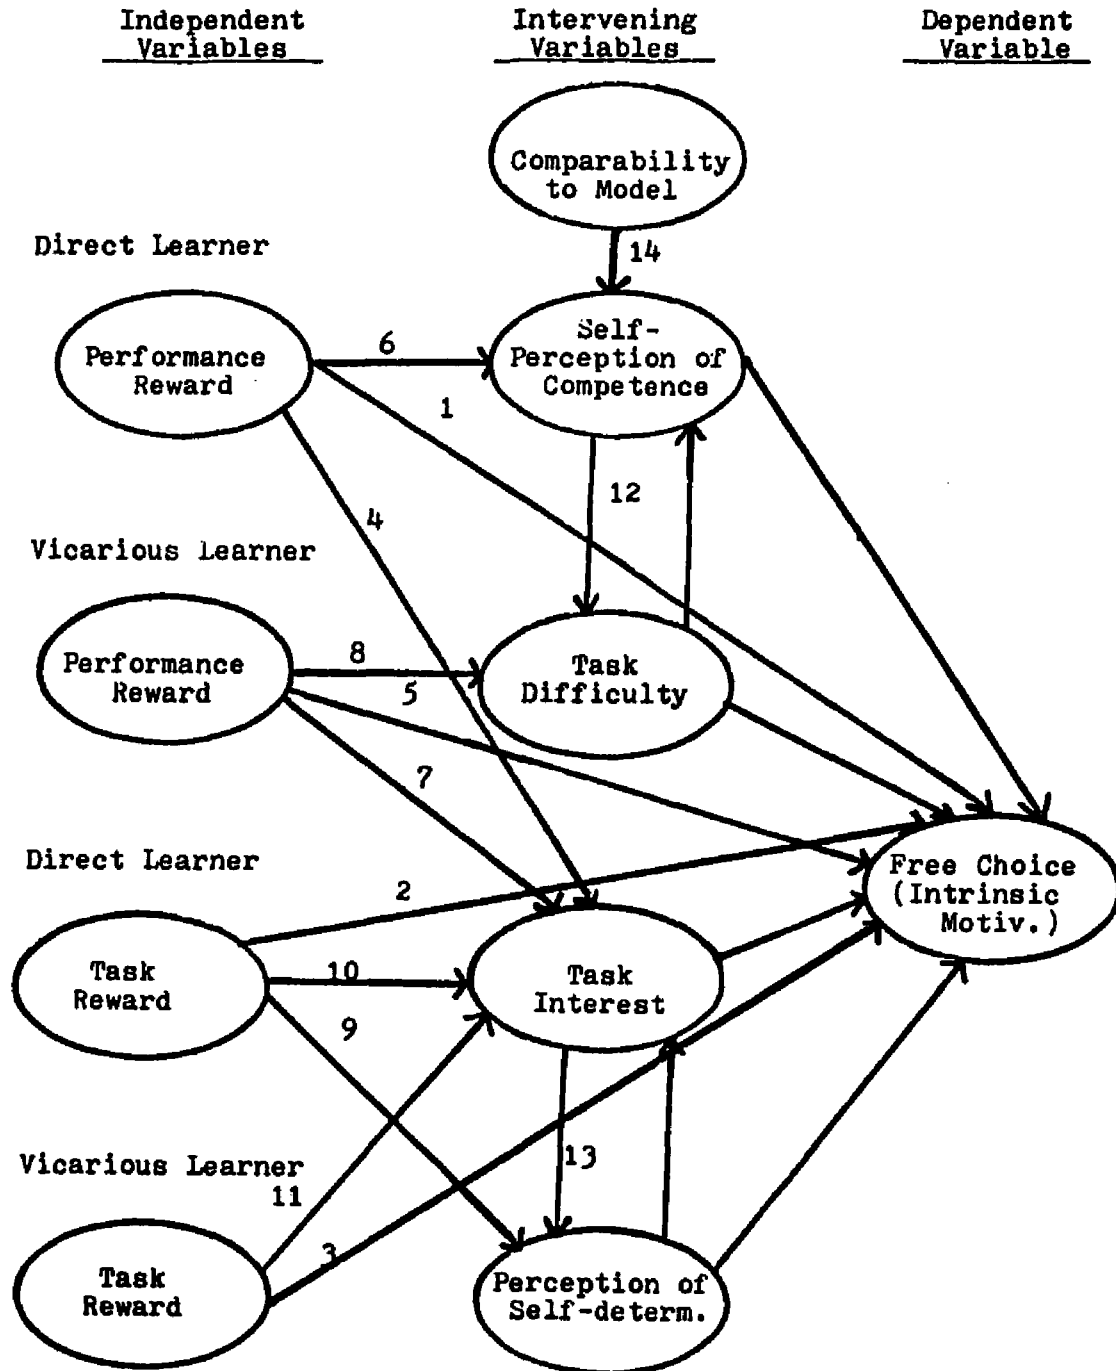 Independent
Variables
Intervening
Variables
Dependent
Variable
Comparability
to Model
Direct Learner
14
Performance
Reward
6
Self-
Perception of
Competence
1
12
4
Vicarious Learner
Performance
Reward
8
5
Task
Difficulty
7
Direct Learner
2
Free Choice
(Intrinsic
Motiv.)
Task
Reward
10
9
Task
Interest
Vicarious Learner
11
13
3
Task
Reward
Perception of
Self-determ.